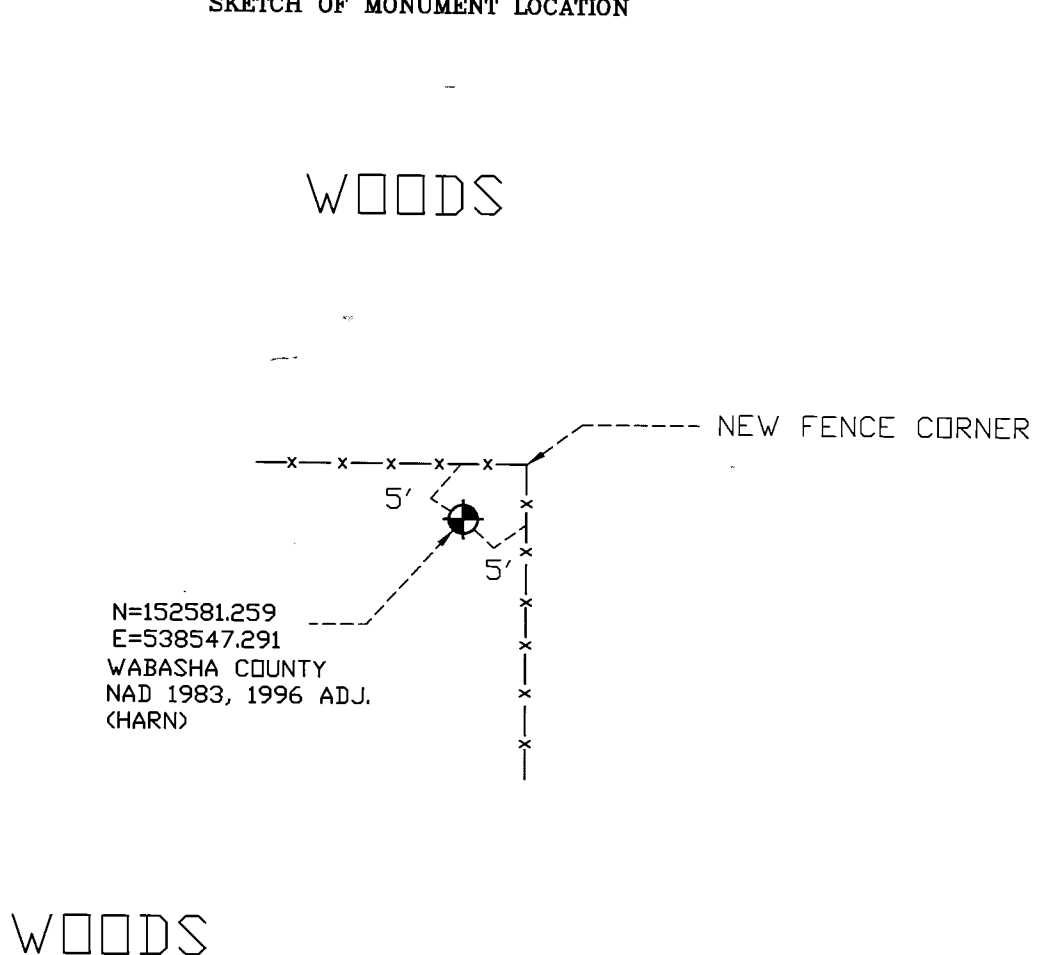 SKETCH OF MONUMENT LOCATION
WOODS
NEW FENCE CORNER
5'
5'
N=152581.259
E=538547.291
WABASHA COUNTY
NAD 1983, 1996 ADJ.
(HARN)
WOODS